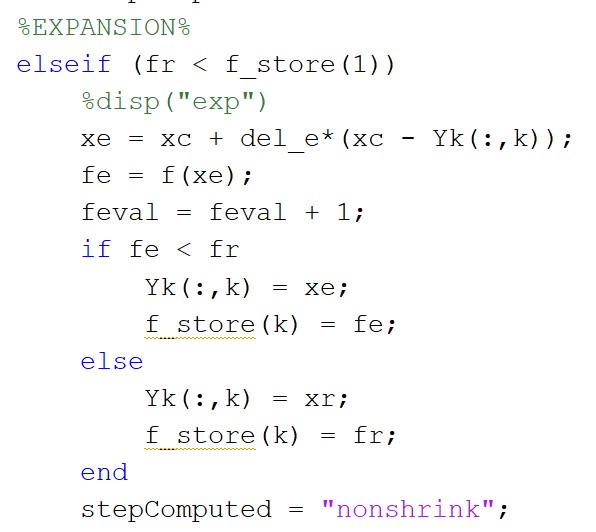 %EXPANSION%
elseif (fr < f_store(1))
    %disp("exp")
    xe = xc + del_e*(xc - Yk(:,k));
    fe = f(xe);
    feval = feval + 1;
    if fe < fr
        Yk(:,k) = xe;
        f_store(k) = fe;
    else
        Yk(:,k) = xr;
        f_store(k) = fr;
    end
    stepComputed = "nonshrink";